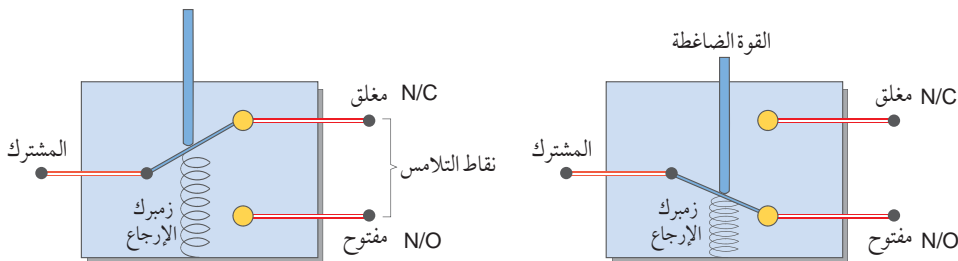 القوة الضاغطة
مغلق N/C
المشترك
نقاط التلامس
زمبرك
الإرجاع
مفتوح N/O
مغلق N/C
المشترك
زمبرك
الإرجاع
مفتوح N/O